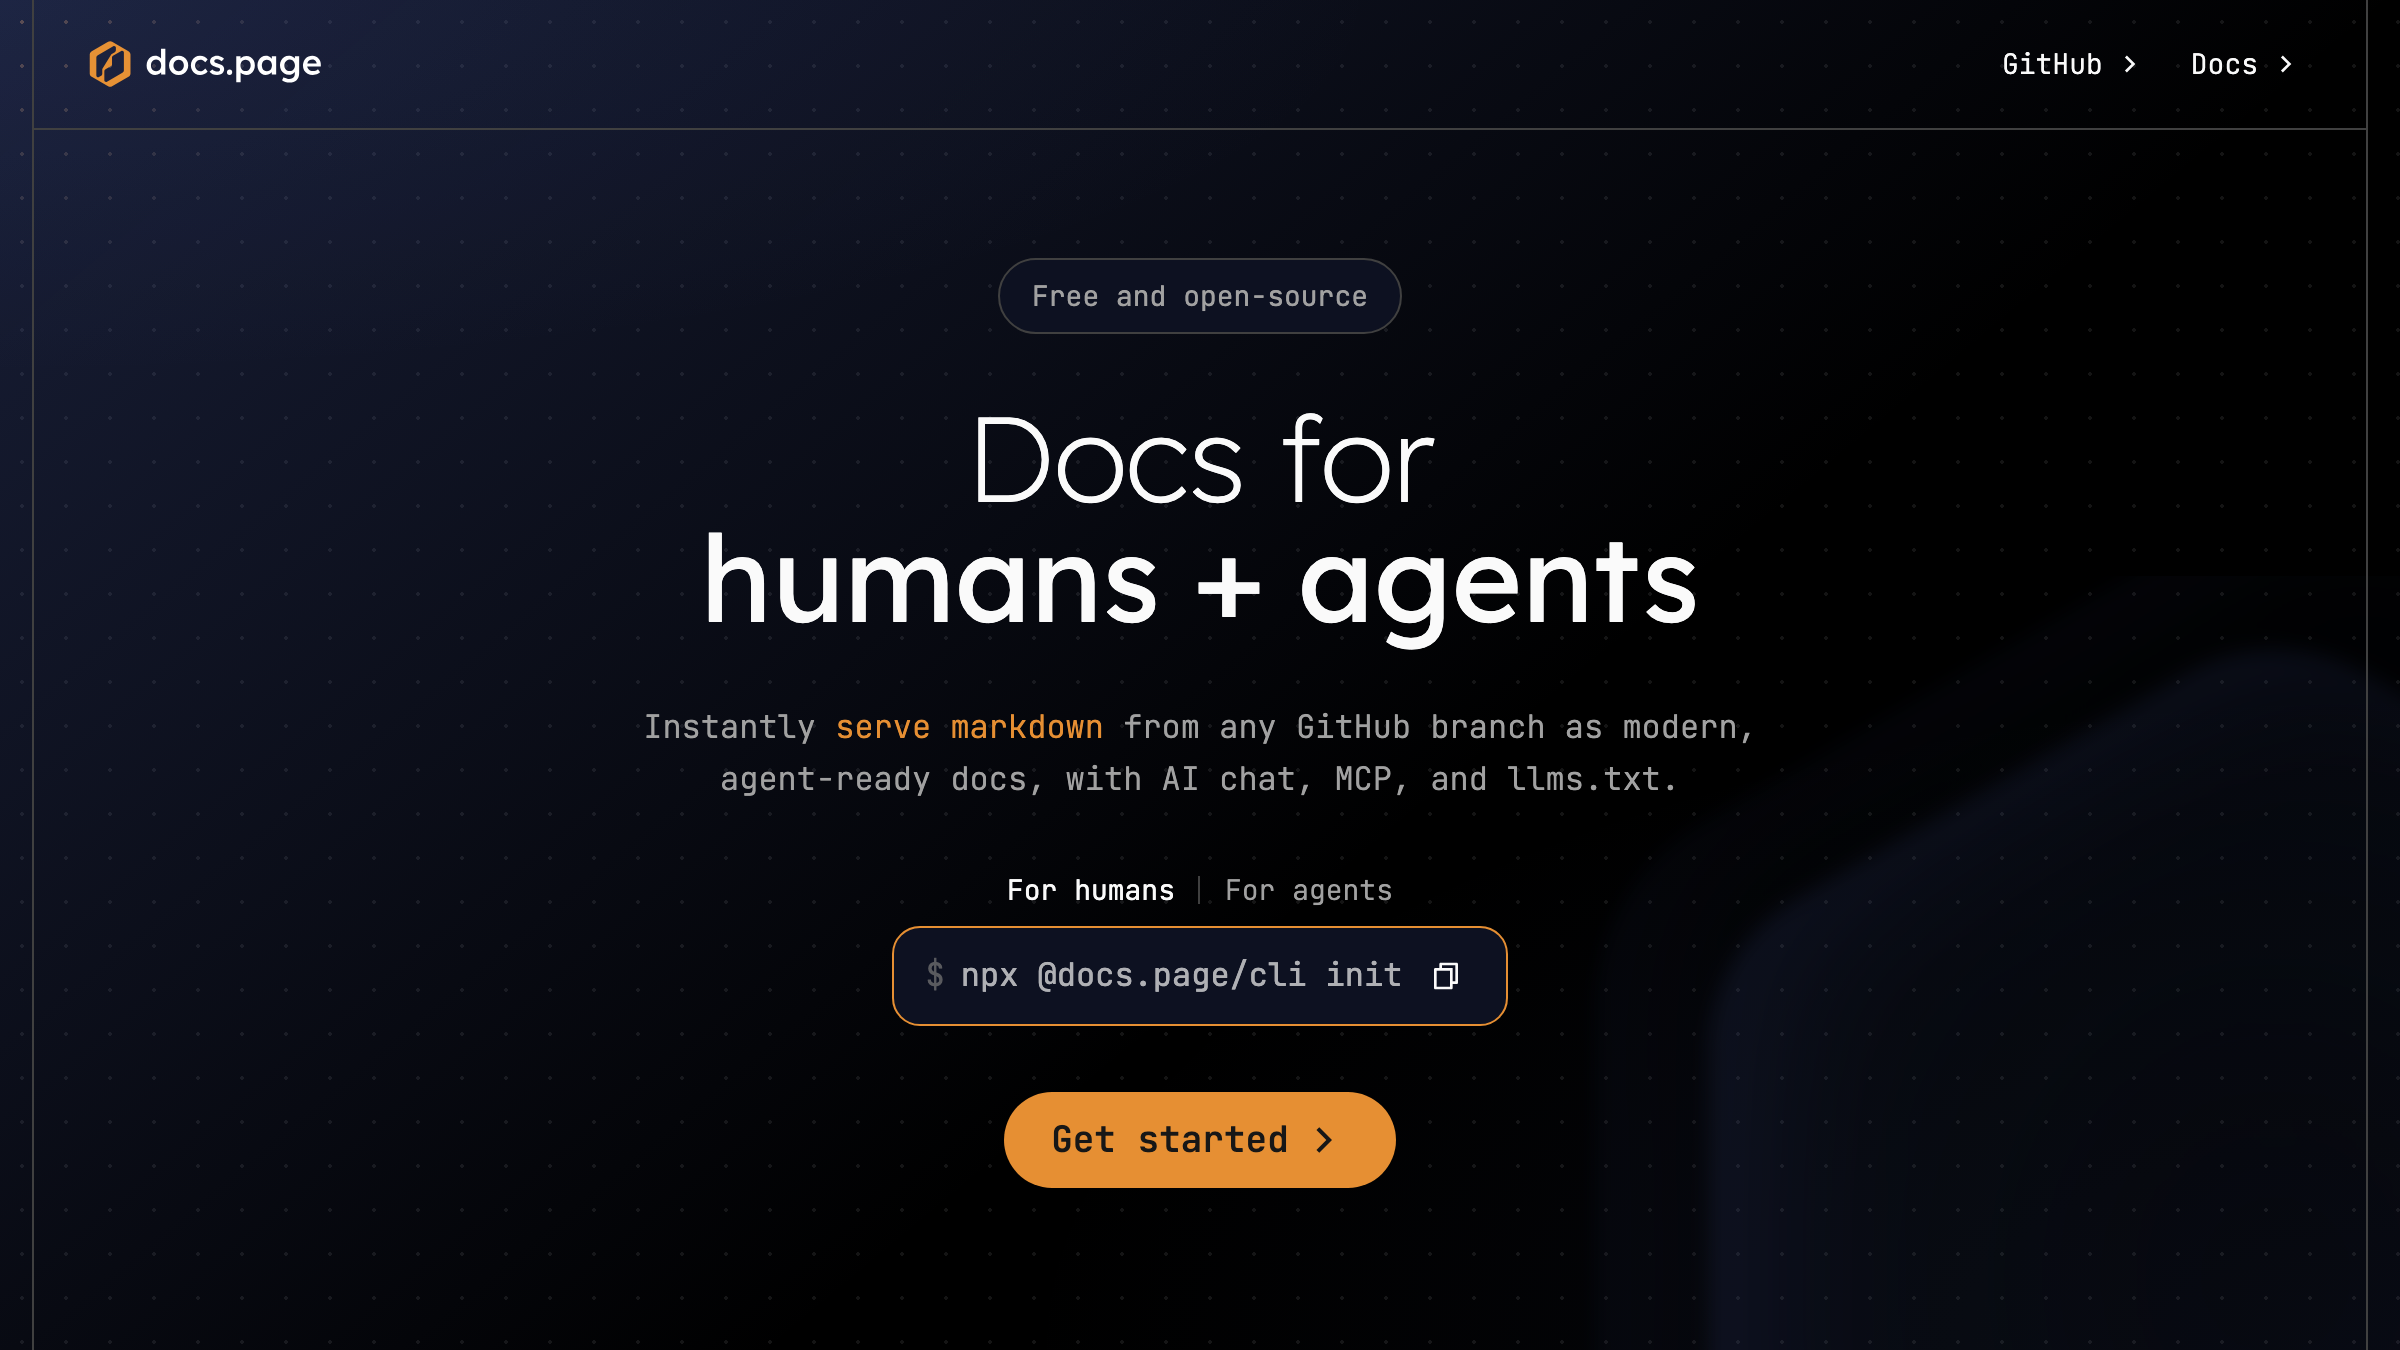 docs.page
GitHub
Docs
Free and open-source
Docs for
humans + agents
Instantly serve markdown from any GitHub branch as modern,
agent-ready docs, with AI chat, MCP, and llms.txt.
For humans
For agents
$ npx @docs.page/cli init
Get started